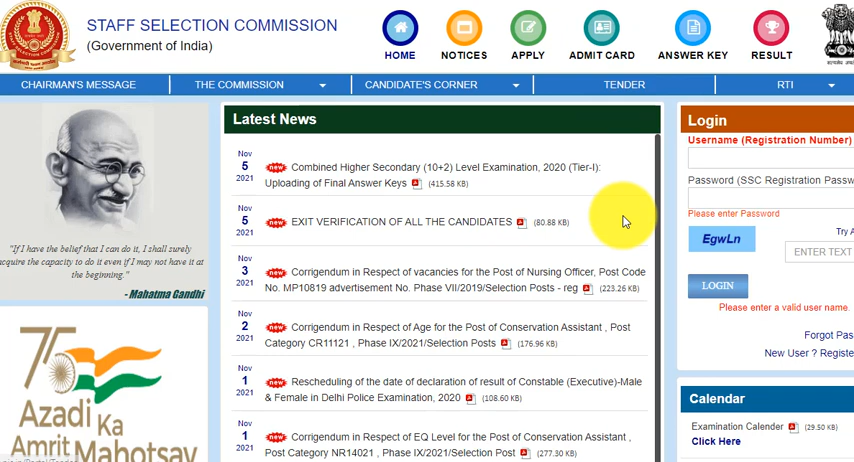 STAFF SELECTION COMMISSION
(Government of India)
HOME NOTICES APPLY ADMIT CARD ANSWER KEY RESULT
CHAIRMAN'S MESSAGE THE COMMISSION CANDIDATE'S CORNER TENDER RTI
"If I have the belief that I can do it, I shall surely
acquire the capacity to do it even if I may not have it at
the beginning."
- Mahatma Gandhi
75
Azadi Ka
Amrit Mahotsav
Latest News
Nov
5
2021
new Combined Higher Secondary (10+2) Level Examination, 2020 (Tier-I):
Uploading of Final Answer Keys (415.58 KB)
Nov
5
2021
new EXIT VERIFICATION OF ALL THE CANDIDATES (80.88 KB)
Nov
3
2021
new Corrigendum in Respect of vacancies for the Post of Nursing Officer, Post Code
No. MP10819 advertisement No. Phase VII/2019/Selection Posts - reg (223.26 KB)
Nov
2
2021
new Corrigendum in Respect of Age for the Post of Conservation Assistant , Post
Category CR11121 , Phase IX/2021/Selection Posts (176.96 KB)
Nov
1
2021
new Rescheduling of the date of declaration of result of Constable (Executive)-Male
& Female in Delhi Police Examination, 2020 (108.60 KB)
Nov
1
2021
new Corrigendum in Respect of EQ Level for the Post of Conservation Assistant ,
Post Category NR14021 , Phase IX/2021/Selection Post (277.30 KB)
Login
Username (Registration Number)
Password (SSC Registration Passw
Please enter Password
EgwLn
Try A
ENTER TEXT
LOGIN
Please enter a valid user name.
Forgot Pas
New User ? Registe
Calendar
Examination Calender (29.50 KB)
Click Here